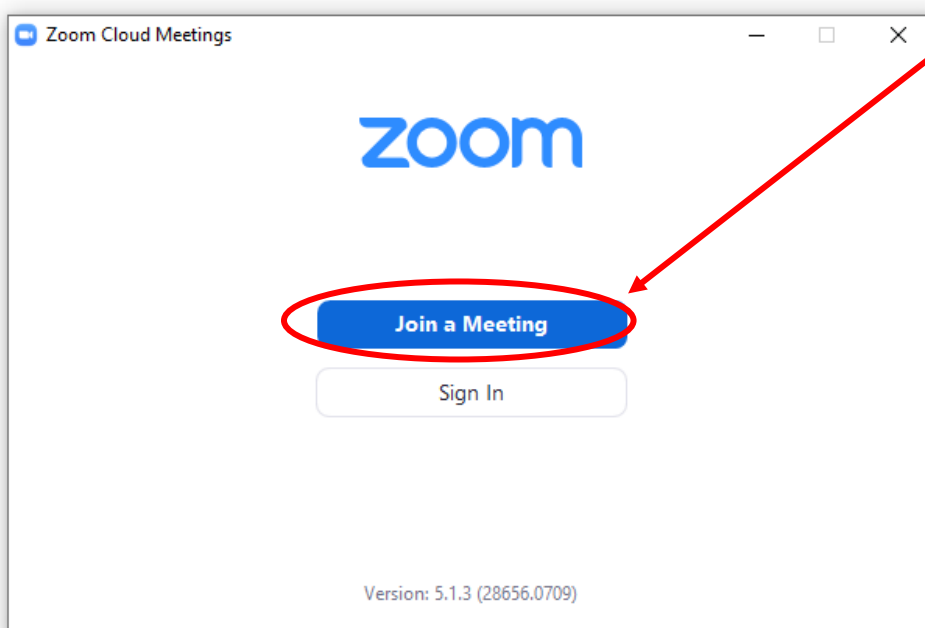 Zoom Cloud Meetings
zoom
Join a Meeting
Sign In
Version: 5.1.3 (28656.0709)